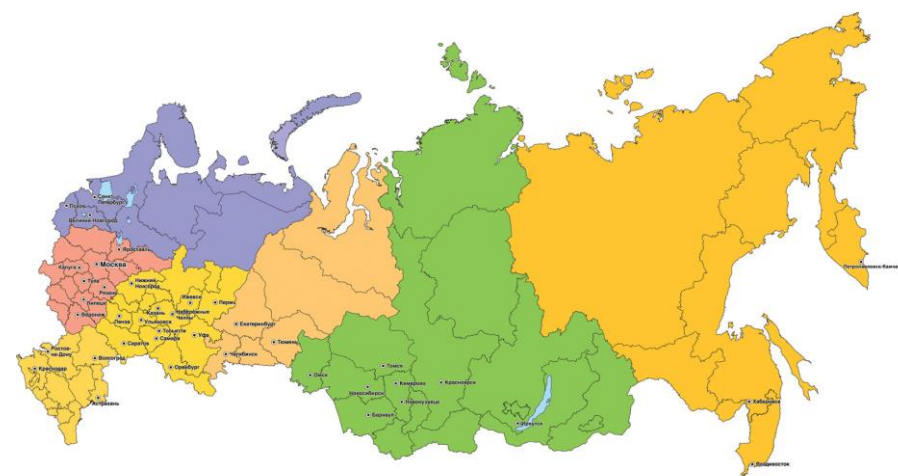 Санкт-
Петербург
Псков
Великий Новгород
Ярославль
Москва
Калуга
Тула
Рязань
Липецк
Воронеж
Нижний
Новгород
Ижевск
Пермь
Казань
Набережные
Челны
Ульяновск
Пенза
Тольятти
Самара
Уфа
Саратов
Оренбург
Екатеринбург
Тюмень
Челябинск
Ростов-
на-Дону
Волгоград
Краснодар
Астрахань
Омск
Томск
Новосибирск
Кемерово
Красноярск
Новокузнецк
Барнаул
Иркутск
Петропавловск-Камча
Хабаровск
Владивосток